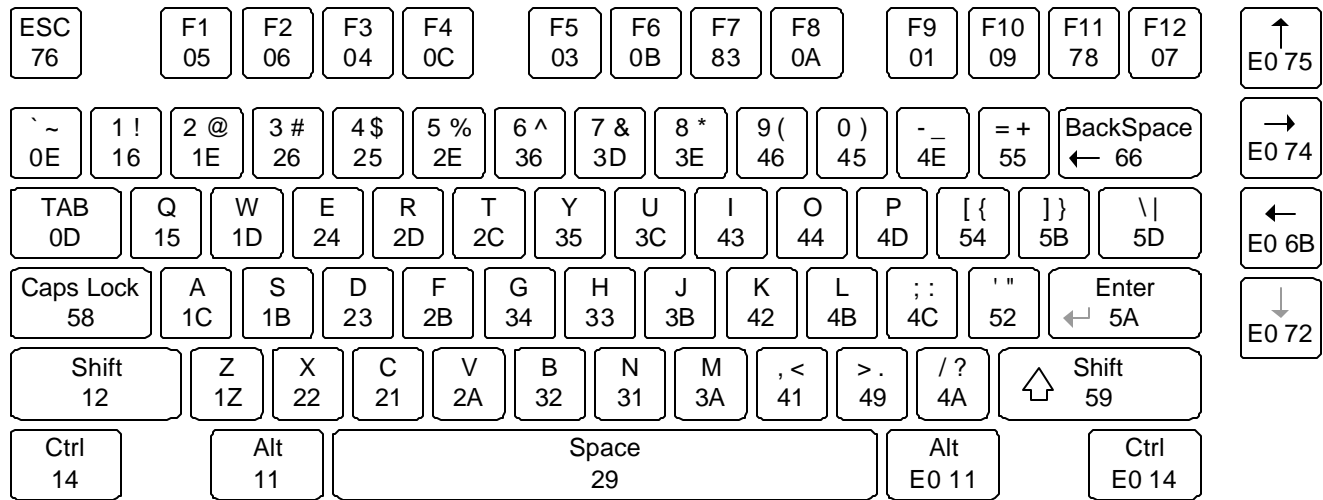 ESC F1 F2 F3 F4 F5 F6 F7 F8 F9 F10 F11 F12 ↑
76 05 06 04 0C 03 0B 83 0A 01 09 78 07 E0 75
` ~ 1 ! 2 @ 3 # 4 $ 5 % 6 ^ 7 & 8 * 9 ( 0 ) - _ = + BackSpace →
0E 16 1E 26 25 2E 36 3D 3E 46 45 4E 55 ← 66 E0 74
TAB Q W E R T Y U I O P [ { ] } \ | ←
0D 15 1D 24 2D 2C 35 3C 43 44 4D 54 5B 5D E0 6B
Caps Lock A S D F G H J K L ; : ' " Enter ↓
58 1C 1B 23 2B 34 33 3B 42 4B 4C 52 ↵ 5A E0 72
Shift Z X C V B N M , < > . / ? ⇧ Shift
12 1Z 22 21 2A 32 31 3A 41 49 4A 59
Ctrl Alt Space Alt Ctrl
14 11 29 E0 11 E0 14